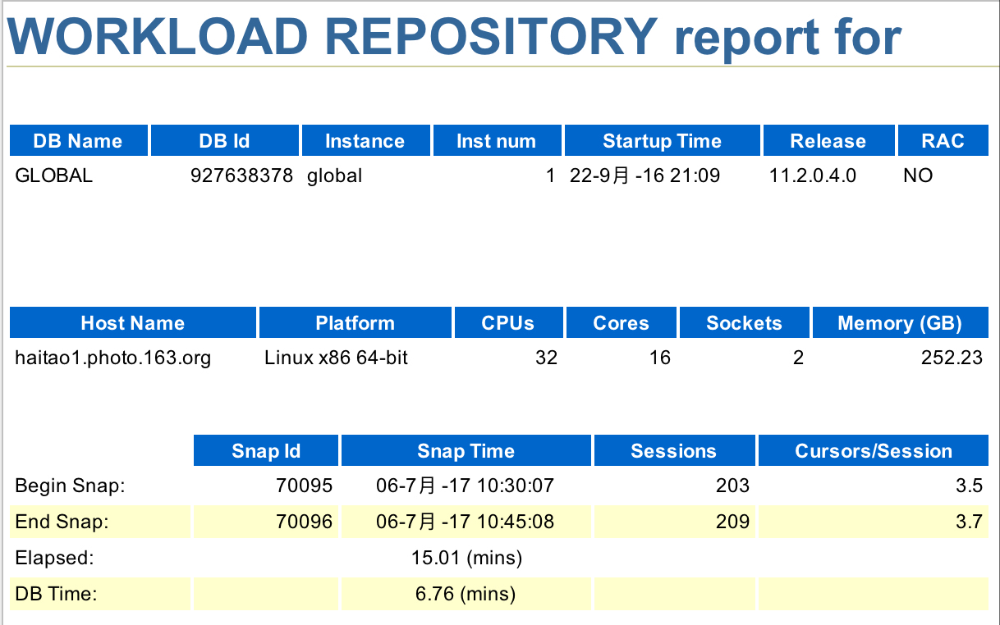 WORKLOAD REPOSITORY report for
DB Name DB Id Instance Inst num Startup Time Release RAC
GLOBAL 927638378 global 1 22-9月 -16 21:09 11.2.0.4.0 NO
Host Name Platform CPUs Cores Sockets Memory (GB)
haitao1.photo.163.org Linux x86 64-bit 32 16 2 252.23
Snap Id Snap Time Sessions Cursors/Session
Begin Snap: 70095 06-7月 -17 10:30:07 203 3.5
End Snap: 70096 06-7月 -17 10:45:08 209 3.7
Elapsed: 15.01 (mins)
DB Time: 6.76 (mins)